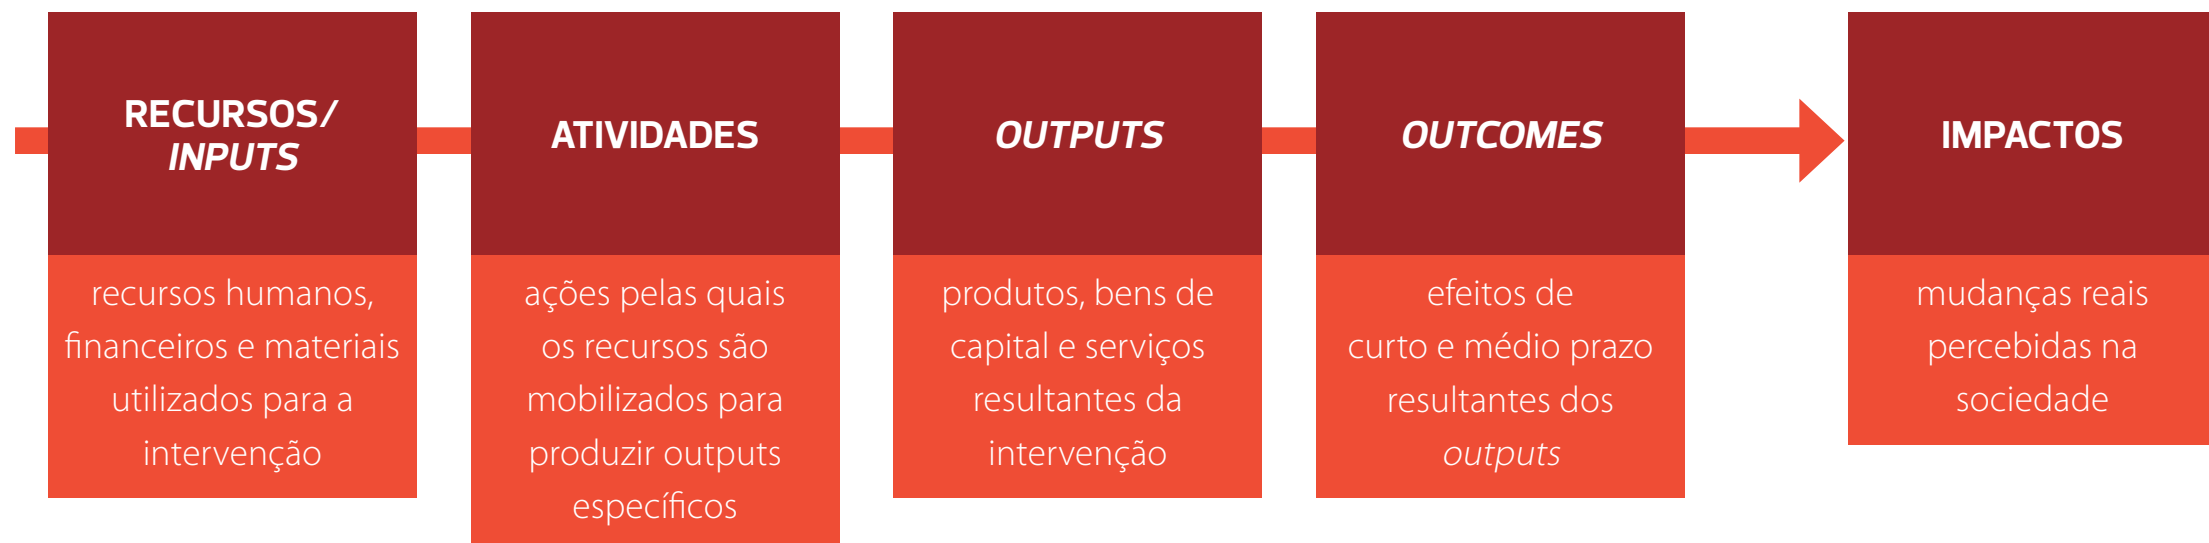 RECURSOS/
INPUTS
recursos humanos,
financeiros e materiais
utilizados para a
intervenção
ATIVIDADES
ações pelas quais
os recursos são
mobilizados para
produzir outputs
específicos
OUTPUTS
produtos, bens de
capital e serviços
resultantes da
intervenção
OUTCOMES
efeitos de
curto e médio prazo
resultantes dos
outputs
IMPACTOS
mudanças reais
percebidas na
sociedade